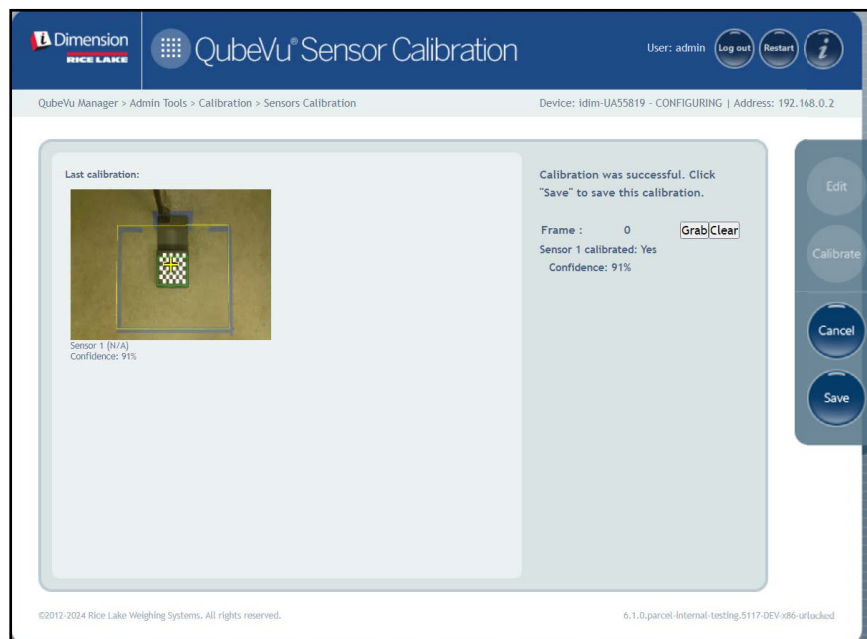 iDimension
RICE LAKE
QubeVu® Sensor Calibration
User: admin
Log out
Restart
i
QubeVu Manager > Admin Tools > Calibration > Sensors Calibration
Device: idim-UA55819 - CONFIGURING | Address: 192.168.0.2
Last calibration:
Sensor 1 (N/A)
Confidence: 91%
Calibration was successful. Click
"Save" to save this calibration.
Frame : 0 Grab Clear
Sensor 1 calibrated: Yes
Confidence: 91%
Edit
Calibrate
Cancel
Save
©2012-2024 Rice Lake Weighing Systems. All rights reserved.
6.1.0.parcel-internal-testing.5117-DEV-x86-urlocked